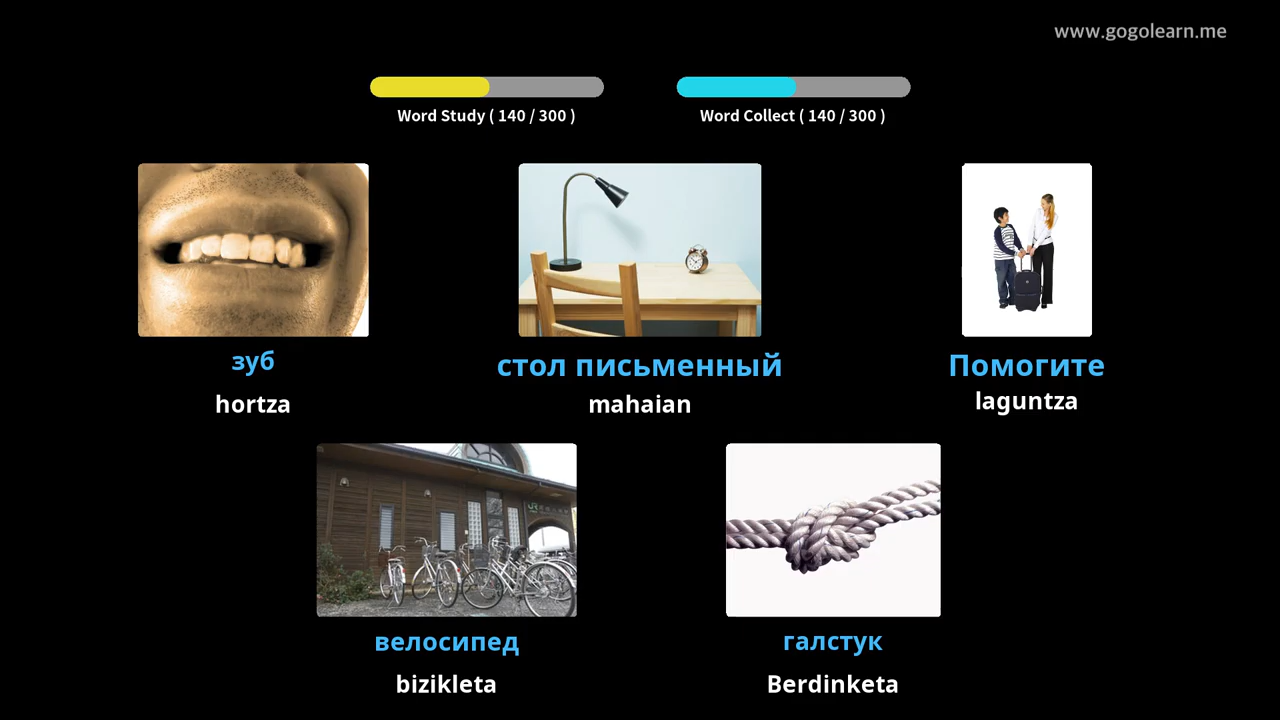 www.gogolearn.me
Word Study ( 140 / 300 )
Word Collect ( 140 / 300 )
зуб
hortza
стол письменный
mahaian
Помогите
laguntza
JR
велосипед
bizikleta
галстук
Berdinketa